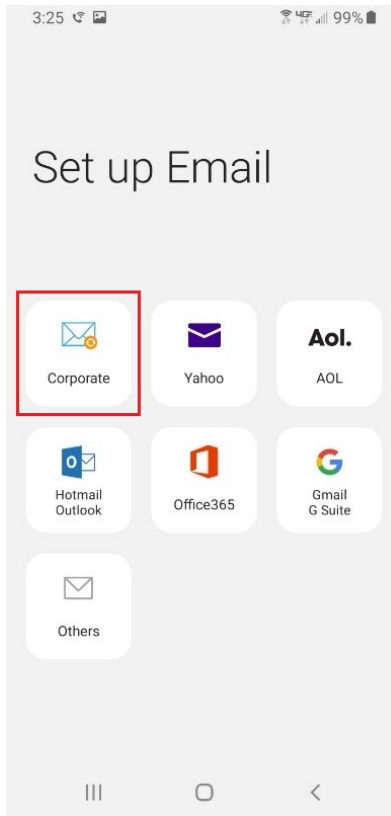 3:25 99%
Set up Email
Corporate
Yahoo
Aol.
AOL
Hotmail
Outlook
Office365
Gmail
G Suite
Others